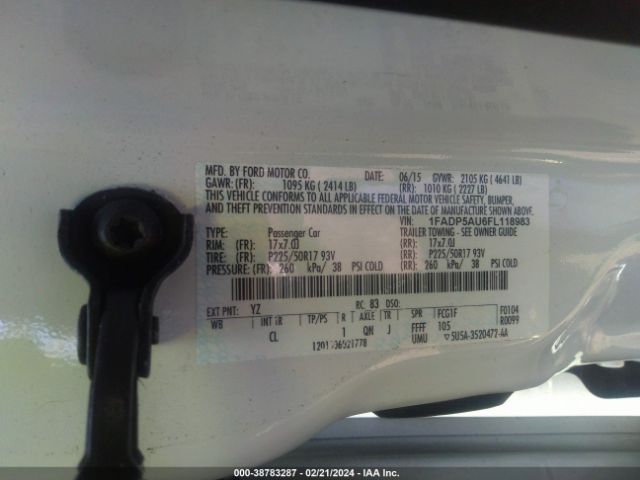 MFD. BY FORD MOTOR CO.
DATE: 06/15 GVWR: 2105 KG ( 4641 LB)
GAWR: (FR): 1095 KG ( 2414 LB) (RR): 1010 KG ( 2227 LB)
THIS VEHICLE CONFORMS TO ALL APPLICABLE FEDERAL MOTOR VEHICLE SAFETY, BUMPER,
AND THEFT PREVENTION STANDARDS IN EFFECT ON THE DATE OF MANUFACTURE SHOWN ABOVE.
VIN: 1FADP5AU6FL118983
TYPE: Passenger Car TRAILER TOWING - SEE OWNER GUIDE
RIM: (FR): 17x7.0J (RR): 17x7.0J
TIRE: (FR): P225/50R17 93V (RR): P225/50R17 93V
PRESSURE: (FR): 260 kPa/ 38 PSI COLD (RR): 260 kPa/ 38 PSI COLD
EXT PNT: YZ RC: 83 DSO:
WB INT TR TP/PS R AXLE TR SPR FCG1F F0104
CL 1 QN J FFFF 105 R0099
UMU 5U5A-3520472-AA
000-38783287 - 02/21/2024 - IAA Inc.